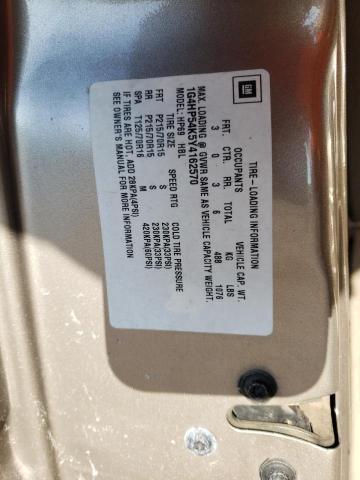 GM
TIRE - LOADING INFORMATION
OCCUPANTS VEHICLE CAP. WT.
FRT. CTR. RR. TOTAL KG LBS
3 0 3 6 488 1076
MAX. LOADING @ GVWR SAME AS VEHICLE CAPACITY WEIGHT.
1G4HP54K5Y4162570
MODEL: HP69 HBL
TIRE SIZE SPEED RTG COLD TIRE PRESSURE
FRT P215/70R15 S 230KPA(33PSI)
RR P215/70R15 S 230KPA(33PSI)
SPA T125/70R16 M 420KPA(60PSI)
IF TIRES ARE HOT, ADD 28KPA(4PSI)
SEE OWNER'S MANUAL FOR MORE INFORMATION